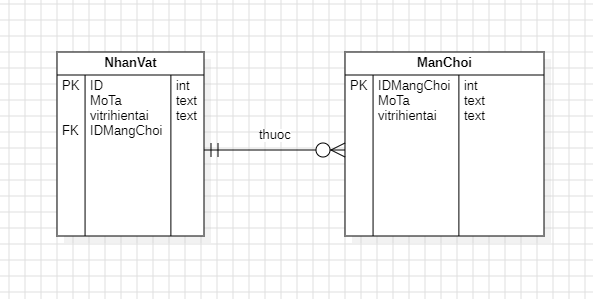 NhanVat
PK ID int
MoTa text
vitrihientai text
FK IDMangChoi
thuoc
ManChoi
PK IDMangChoi int
MoTa text
vitrihientai text